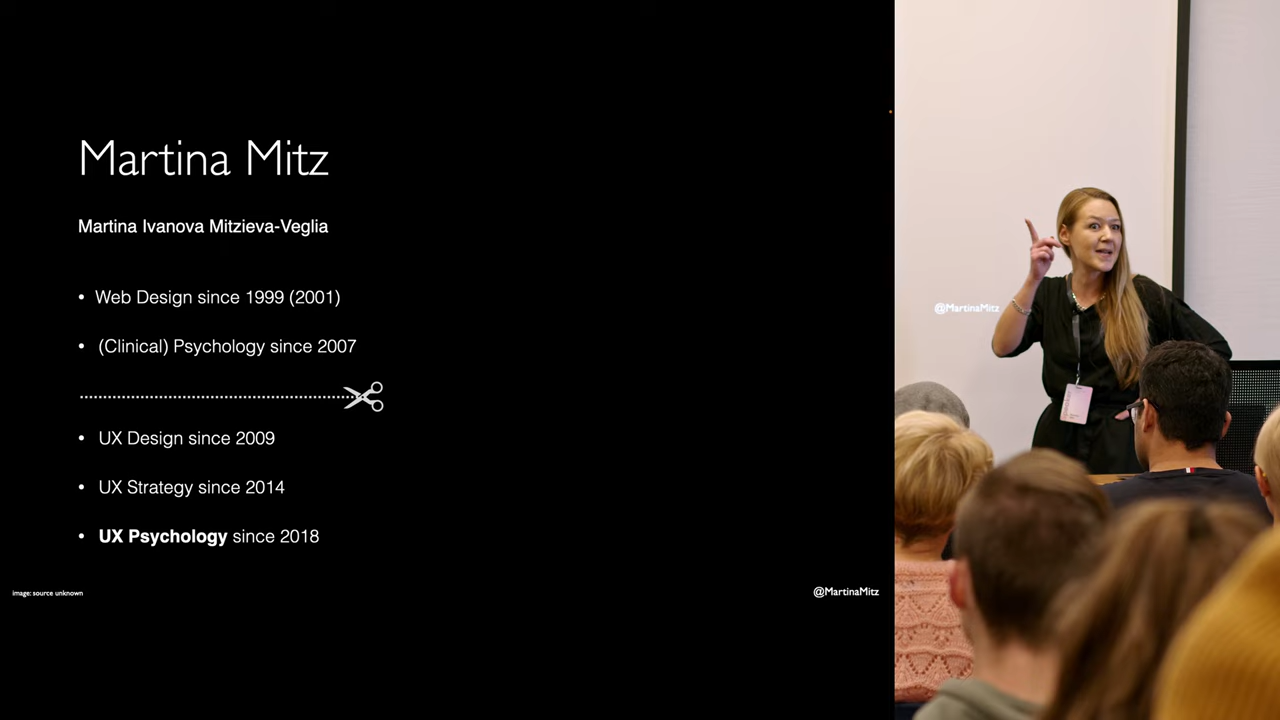 Martina Mitz
Martina Ivanova Mitzieva-Veglia
• Web Design since 1999 (2001)
• (Clinical) Psychology since 2007
• UX Design since 2009
• UX Strategy since 2014
• UX Psychology since 2018
image: source unknown
@MartinaMitz
@MartinaMitz